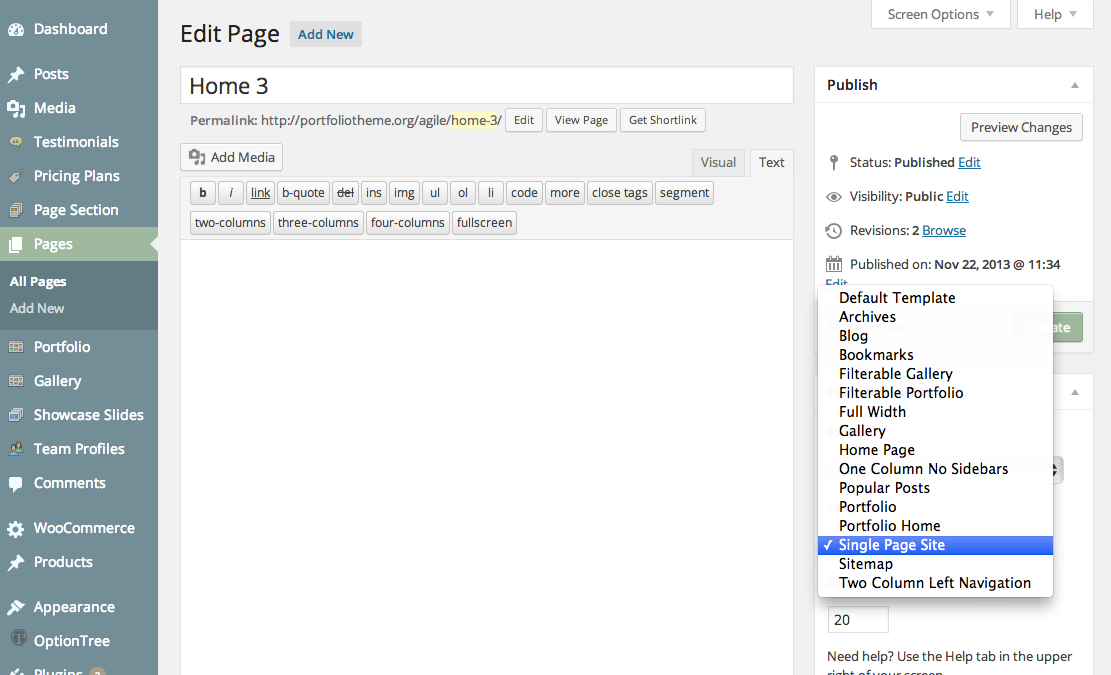 Dashboard
Posts
Media
Testimonials
Pricing Plans
Page Section
Pages
All Pages
Add New
Portfolio
Gallery
Showcase Slides
Team Profiles
Comments
WooCommerce
Products
Appearance
OptionTree
Plugins 2
Screen Options
Help
Edit Page Add New
Home 3
Permalink: http://portfoliotheme.org/agile/home-3/ Edit View Page Get Shortlink
Add Media
Visual Text
b i link b-quote del ins img ul ol li code more close tags segment
two-columns three-columns four-columns fullscreen
Publish
Preview Changes
Status: Published Edit
Visibility: Public Edit
Revisions: 2 Browse
Published on: Nov 22, 2013 @ 11:34
Edit
Default Template
Archives
Blog
Bookmarks
Filterable Gallery
Filterable Portfolio
Full Width
Gallery
Home Page
One Column No Sidebars
Popular Posts
Portfolio
Portfolio Home
✓ Single Page Site
Sitemap
Two Column Left Navigation
20
Need help? Use the Help tab in the upper
right of your screen.